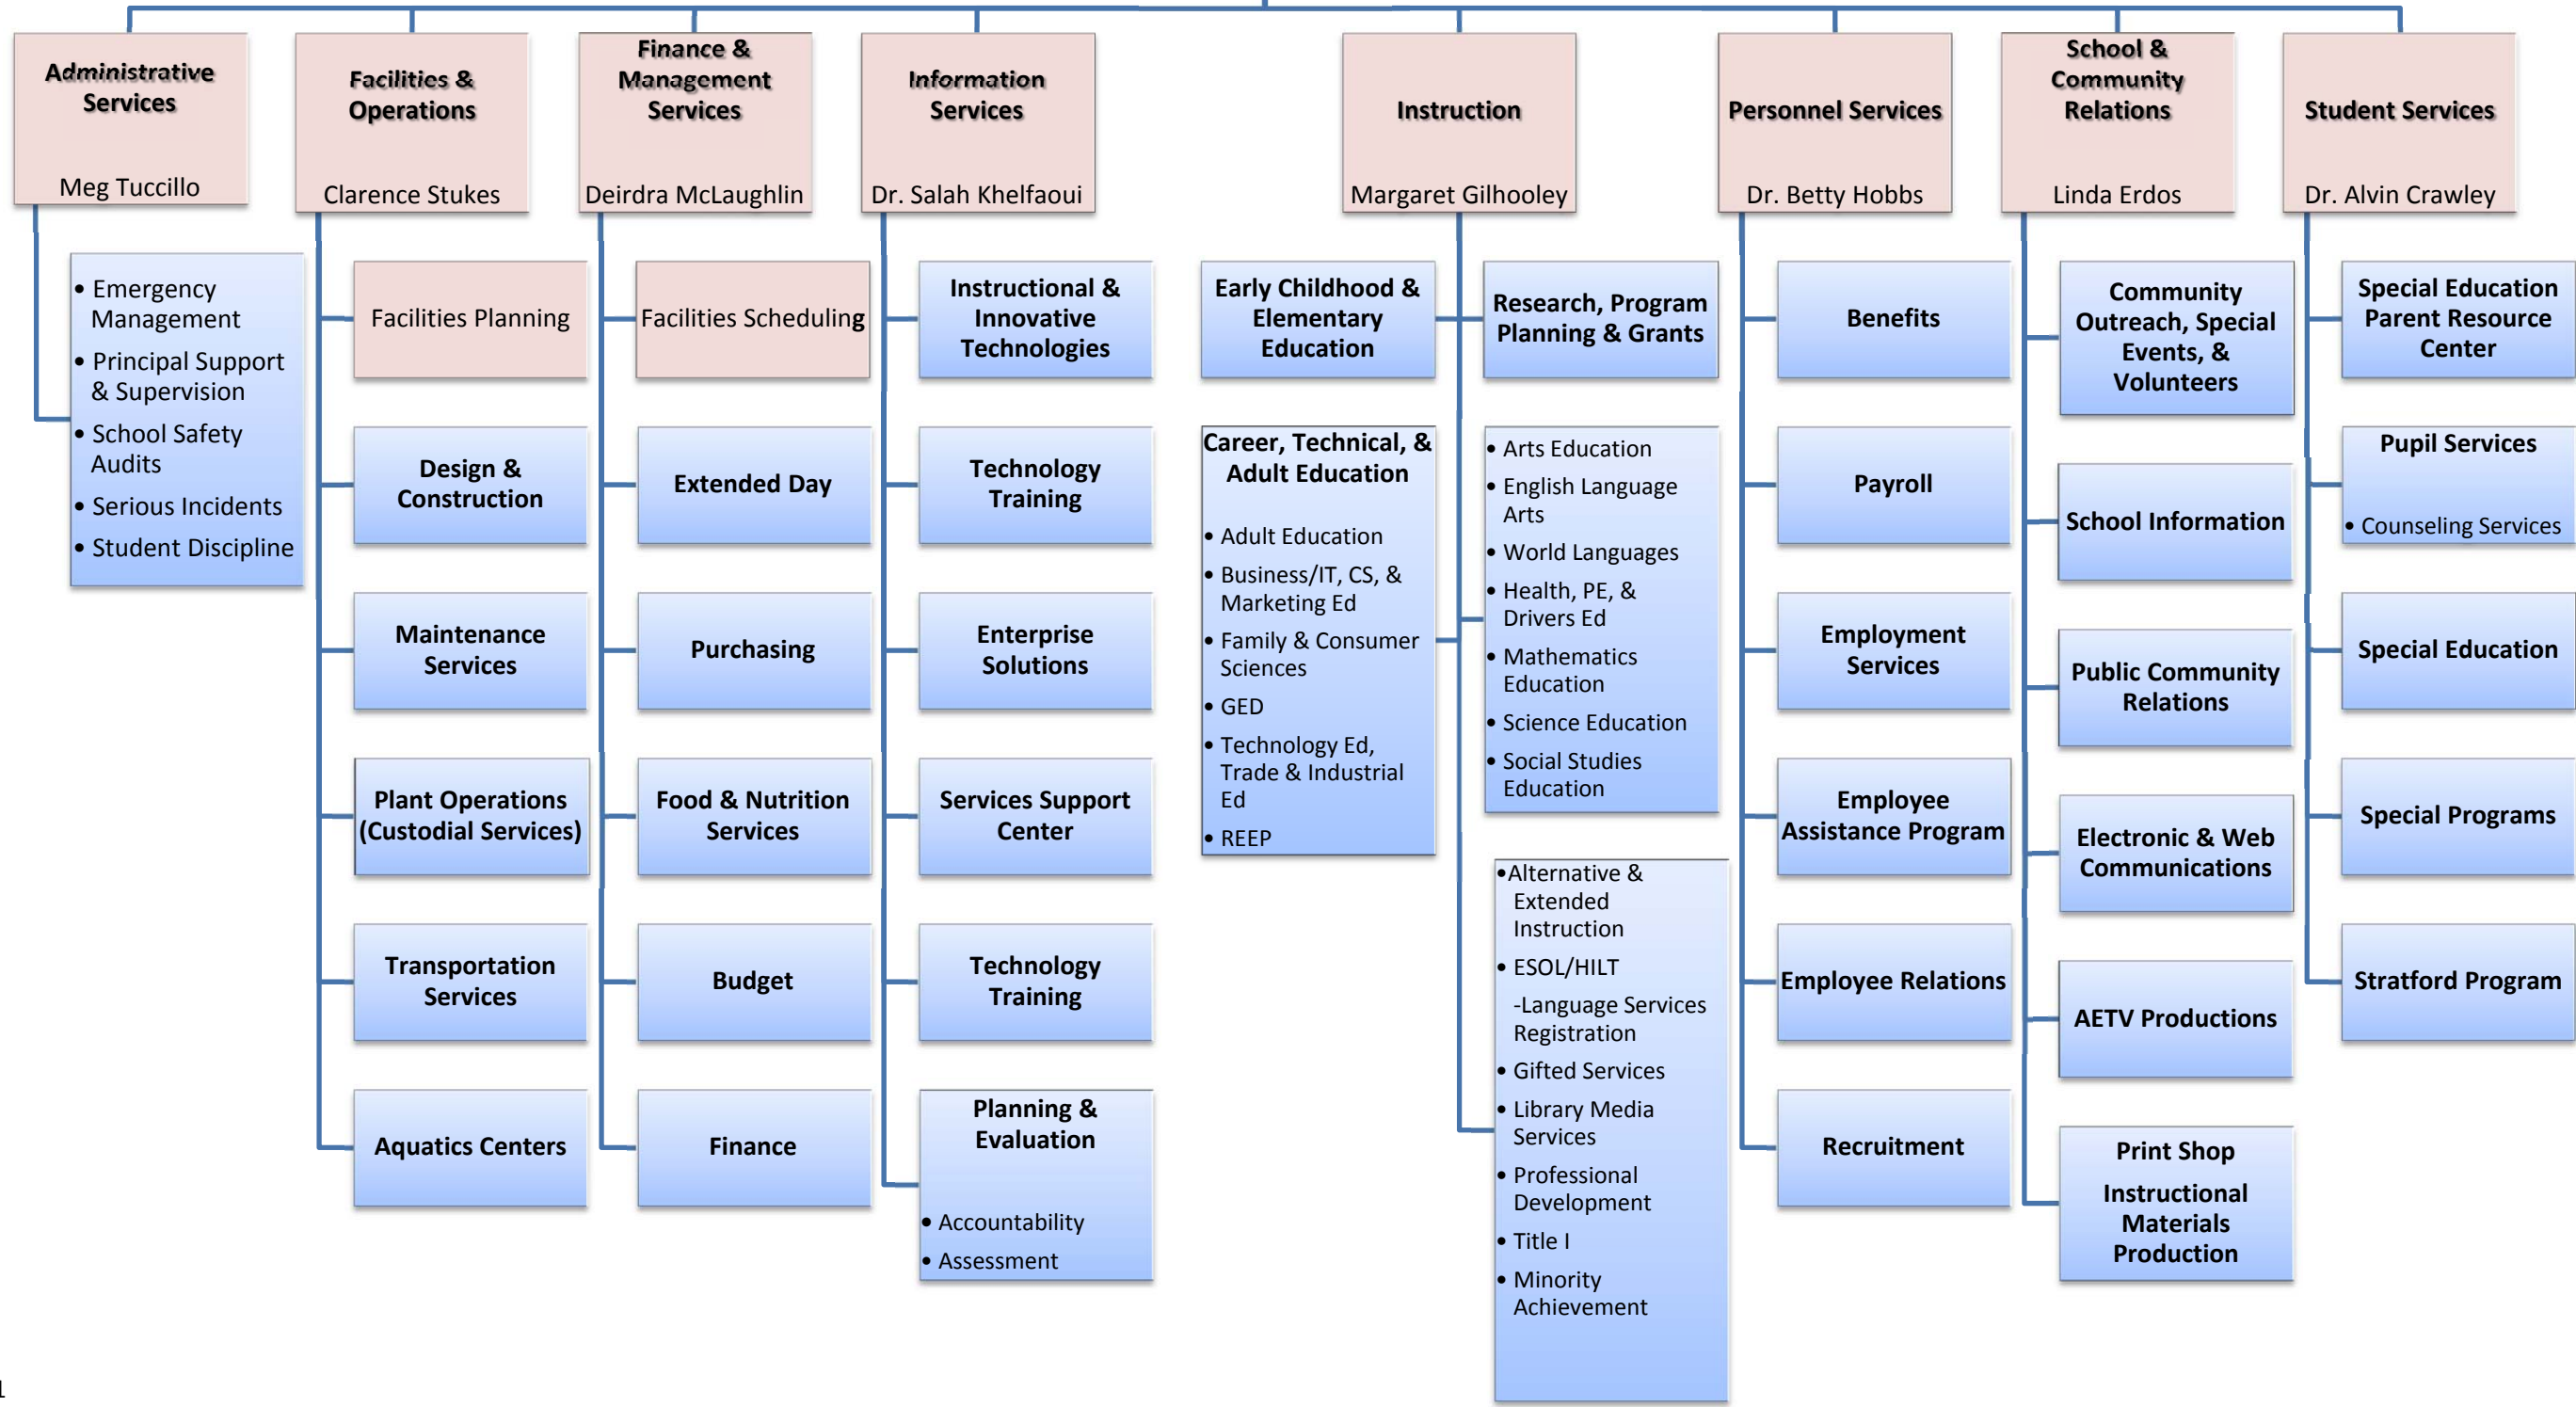 Administrative
Services
Meg Tuccillo
• Emergency
Management
• Principal Support
& Supervision
• School Safety
Audits
• Serious Incidents
• Student Discipline
Facilities &
Operations
Clarence Stukes
Facilities Planning
Design &
Construction
Maintenance
Services
Plant Operations
(Custodial Services)
Transportation
Services
Aquatics Centers
Finance &
Management
Services
Deirdra McLaughlin
Facilities Scheduling
Extended Day
Purchasing
Food & Nutrition
Services
Budget
Finance
Information
Services
Dr. Salah Khelfaoui
Instructional &
Innovative
Technologies
Technology
Training
Enterprise
Solutions
Services Support
Center
Technology
Training
Planning &
Evaluation
• Accountability
• Assessment
Instruction
Margaret Gilhooley
Early Childhood &
Elementary
Education
Career, Technical, &
Adult Education
• Adult Education
• Business/IT, CS, &
Marketing Ed
• Family & Consumer
Sciences
• GED
• Technology Ed,
Trade & Industrial
Ed
• REEP
Research, Program
Planning & Grants
• Arts Education
• English Language
Arts
• World Languages
• Health, PE, &
Drivers Ed
• Mathematics
Education
• Science Education
• Social Studies
Education
•Alternative &
Extended
Instruction
• ESOL/HILT
-Language Services
Registration
• Gifted Services
• Library Media
Services
• Professional
Development
• Title I
• Minority
Achievement
Personnel Services
Dr. Betty Hobbs
Benefits
Payroll
Employment
Services
Employee
Assistance Program
Employee Relations
Recruitment
School &
Community
Relations
Linda Erdos
Community
Outreach, Special
Events, &
Volunteers
School Information
Public Community
Relations
Electronic & Web
Communications
AETV Productions
Print Shop
Instructional
Materials
Production
Student Services
Dr. Alvin Crawley
Special Education
Parent Resource
Center
Pupil Services
• Counseling Services
Special Education
Special Programs
Stratford Program
1